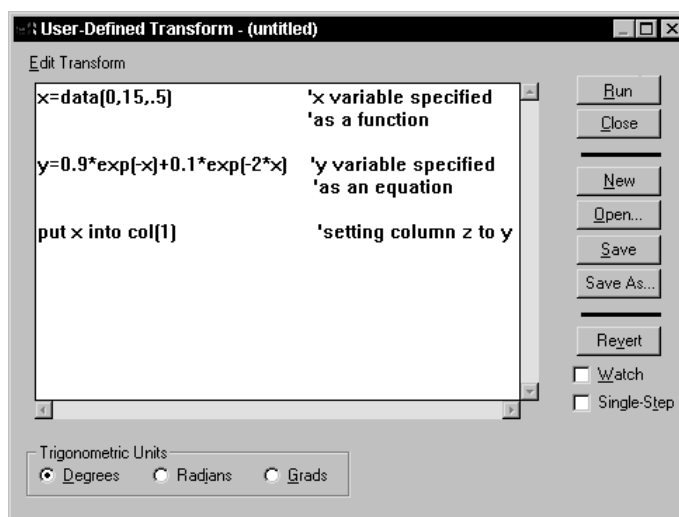 User-Defined Transform - (untitled)
Edit Transform
x=data(0,15,.5) 'x variable specified
'as a function
y=0.9*exp(-x)+0.1*exp(-2*x) 'y variable specified
'as an equation
put x into col(1) 'setting column z to y
Run
Close
New
Open...
Save
Save As...
Revert
Watch
Single-Step
Trigonometric Units
Degrees Radians Grads